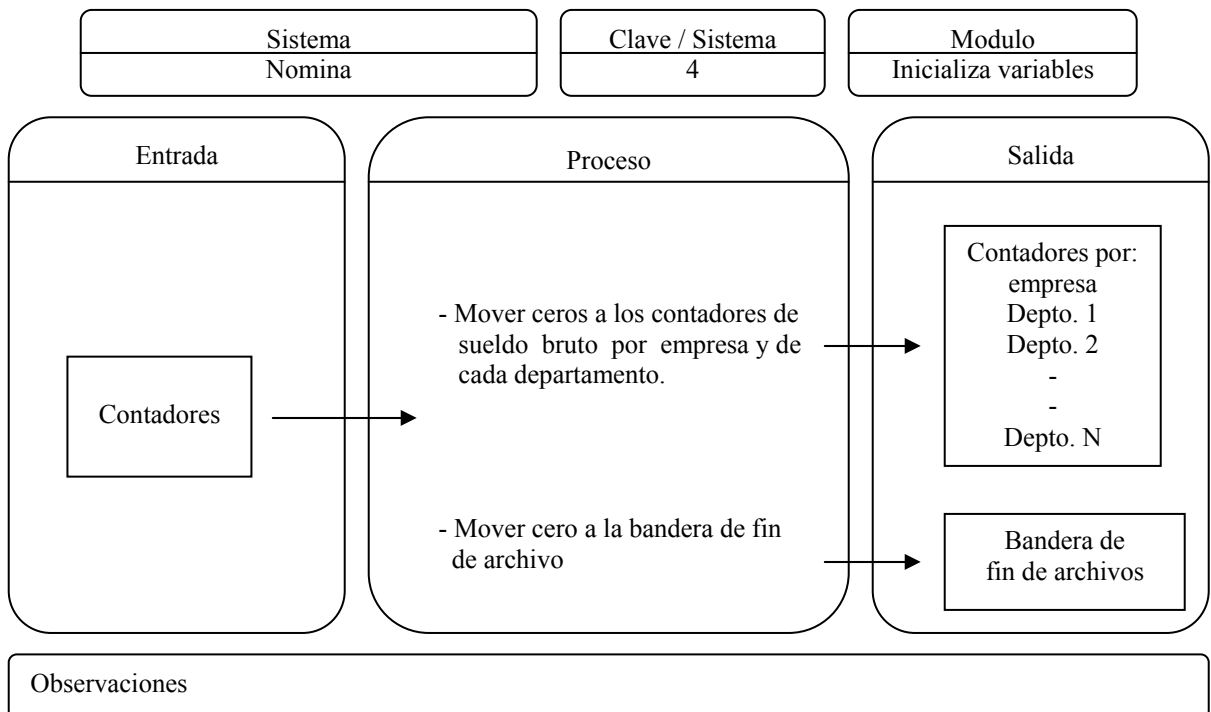 Sistema
Nomina
Clave / Sistema
4
Modulo
Inicializa variables
Entrada
Contadores
Proceso
- Mover ceros a los contadores de
sueldo bruto por empresa y de
cada departamento.
- Mover cero a la bandera de fin
de archivo
Salida
Contadores por:
empresa
Depto. 1
Depto. 2
-
-
Depto. N
Bandera de
fin de archivos
Observaciones